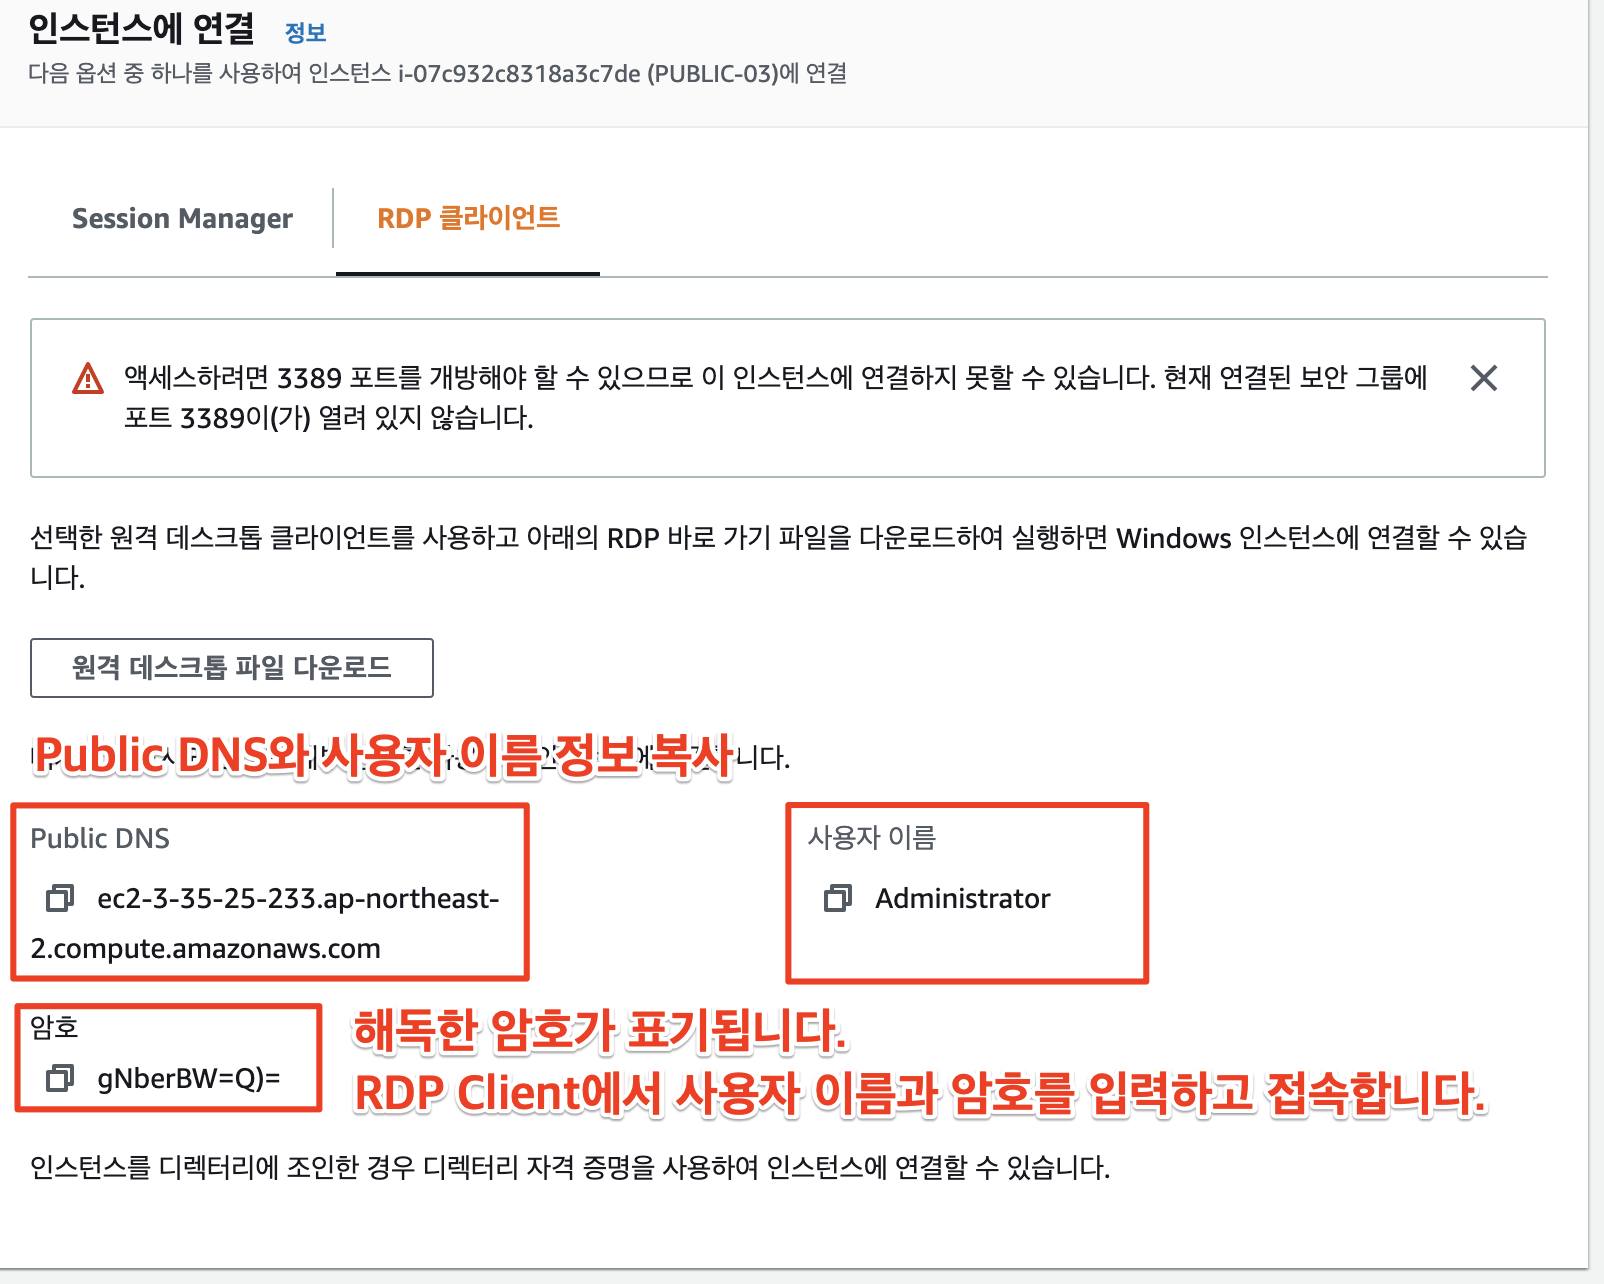 인스턴스에 연결 정보
다음 옵션 중 하나를 사용하여 인스턴스 i-07c932c8318a3c7de (PUBLIC-03)에 연결
Session Manager RDP 클라이언트
액세스하려면 3389 포트를 개방해야 할 수 있으므로 이 인스턴스에 연결하지 못할 수 있습니다. 현재 연결된 보안 그룹에
포트 3389이(가) 열려 있지 않습니다.
선택한 원격 데스크톱 클라이언트를 사용하고 아래의 RDP 바로 가기 파일을 다운로드하여 실행하면 Windows 인스턴스에 연결할 수 있습
니다.
원격 데스크톱 파일 다운로드
Public DNS와 사용자 이름 정보 복사
니다.
Public DNS
ec2-3-35-25-233.ap-northeast-
2.compute.amazonaws.com
사용자 이름
Administrator
암호
gNberBW=Q)=
해독한 암호가 표기됩니다.
RDP Client에서 사용자 이름과 암호를 입력하고 접속합니다.
인스턴스를 디렉터리에 조인한 경우 디렉터리 자격 증명을 사용하여 인스턴스에 연결할 수 있습니다.